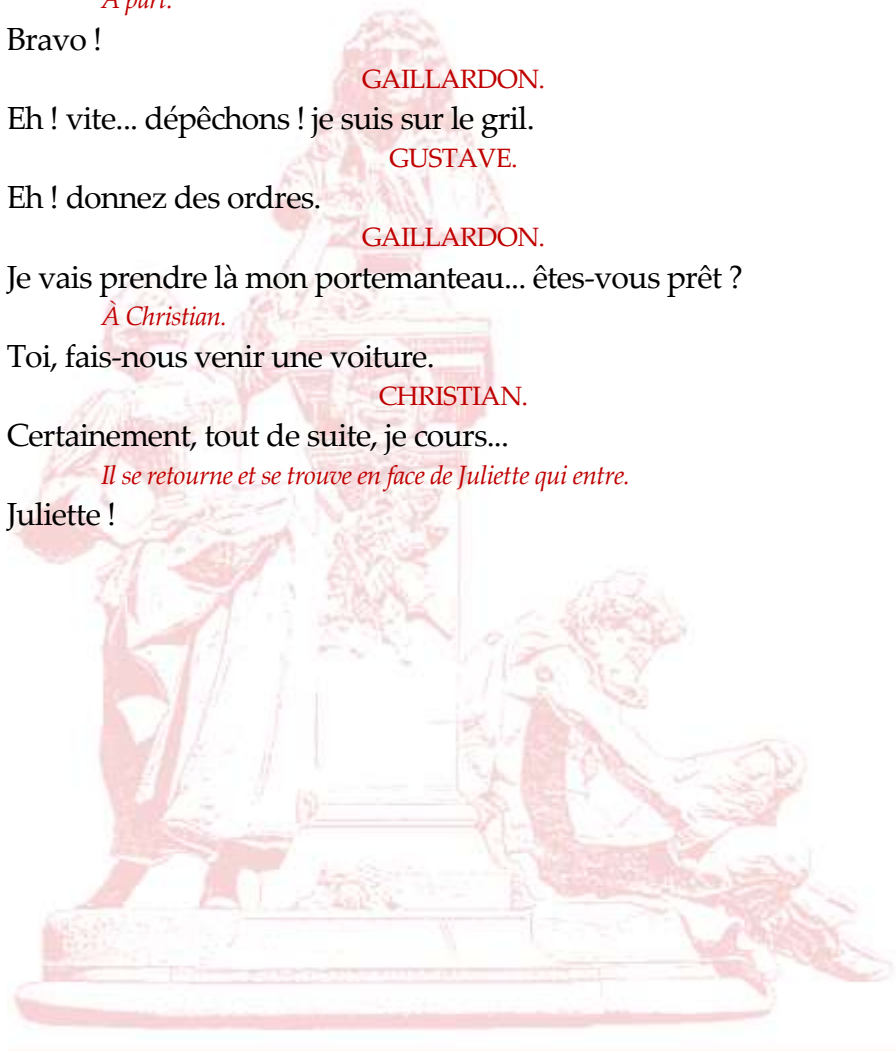 À part.
Bravo !
GAILLARDON.
Eh ! vite... dépêchons ! je suis sur le gril.
GUSTAVE.
Eh ! donnez des ordres.
GAILLARDON.
Je vais prendre là mon portemanteau... êtes-vous prêt ?
À Christian.
Toi, fais-nous venir une voiture.
CHRISTIAN.
Certainement, tout de suite, je cours...
Il se retourne et se trouve en face de Juliette qui entre.
Juliette !